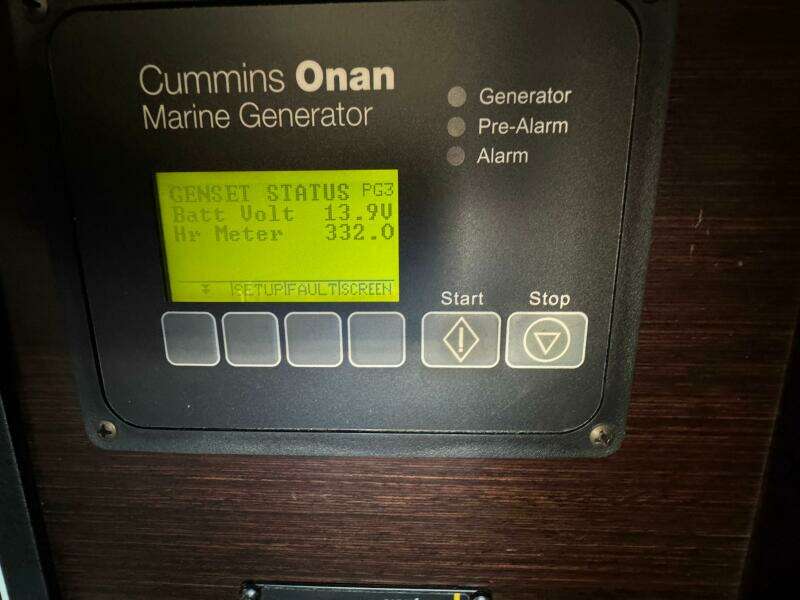 Cummins Onan
Marine Generator
Generator
Pre-Alarm
Alarm
GENSET STATUS PG3
Batt Volt 13.9V
Hr Meter 332.0
SETUP FAULT SCREEN
Start
Stop